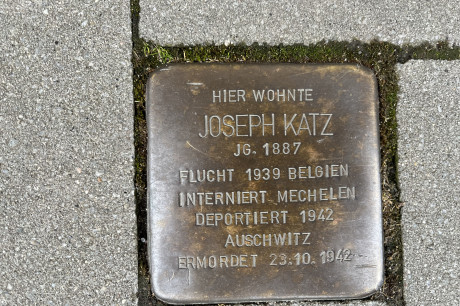 HIER WOHNTE
JOSEPH KATZ
JG. 1887
FLUCHT 1939 BELGIEN
INTERNIERT MECHELEN
DEPORTIERT 1942
AUSCHWITZ
ERMORDET 23.10.1942